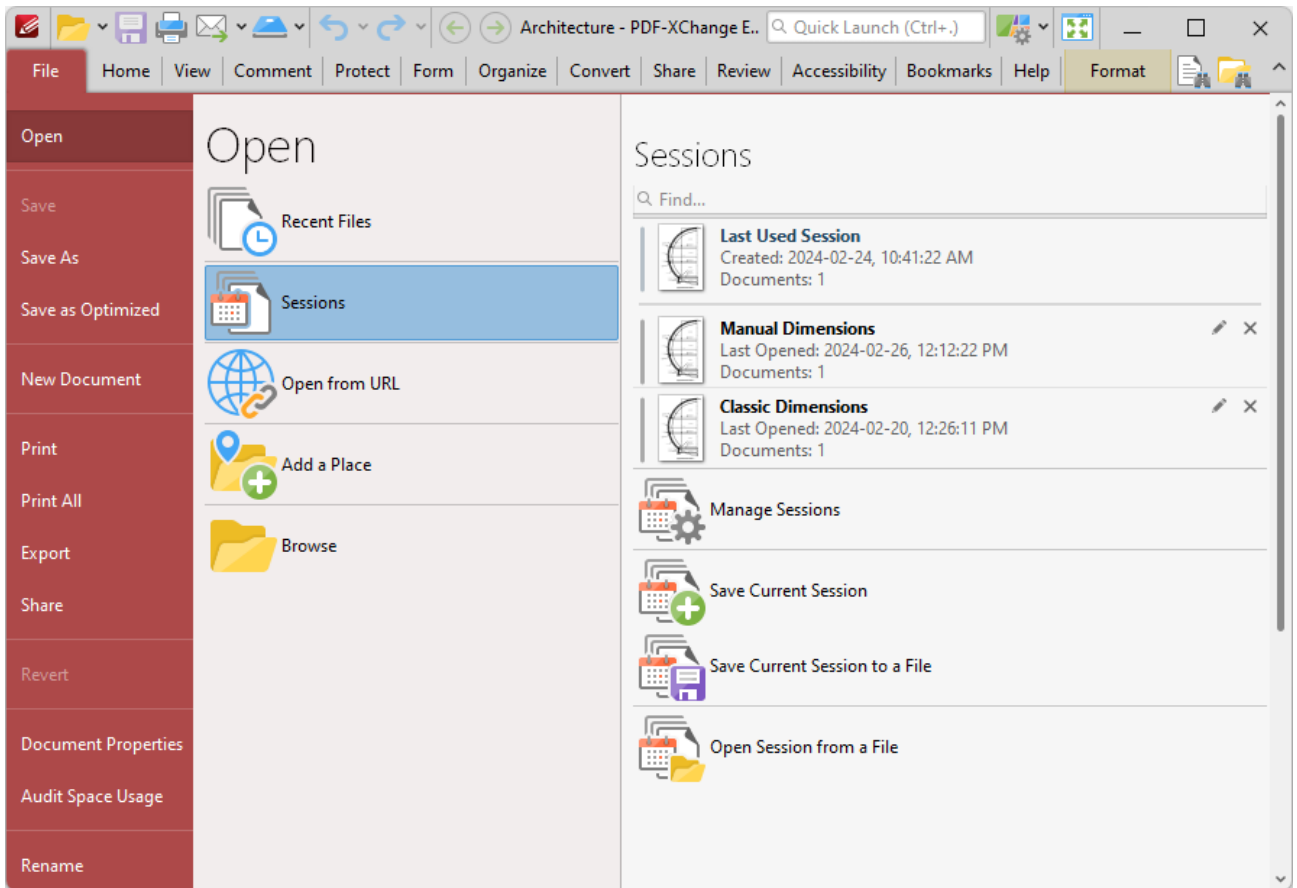 Architecture - PDF-XChange E..
Quick Launch (Ctrl+.)
File
Home
View
Comment
Protect
Form
Organize
Convert
Share
Review
Accessibility
Bookmarks
Help
Format
Open
Save
Save As
Save as Optimized
New Document
Print
Print All
Export
Share
Revert
Document Properties
Audit Space Usage
Rename
Open
Recent Files
Sessions
Open from URL
Add a Place
Browse
Sessions
Find...
Last Used Session
Created: 2024-02-24, 10:41:22 AM
Documents: 1
Manual Dimensions
Last Opened: 2024-02-26, 12:12:22 PM
Documents: 1
Classic Dimensions
Last Opened: 2024-02-20, 12:26:11 PM
Documents: 1
Manage Sessions
Save Current Session
Save Current Session to a File
Open Session from a File